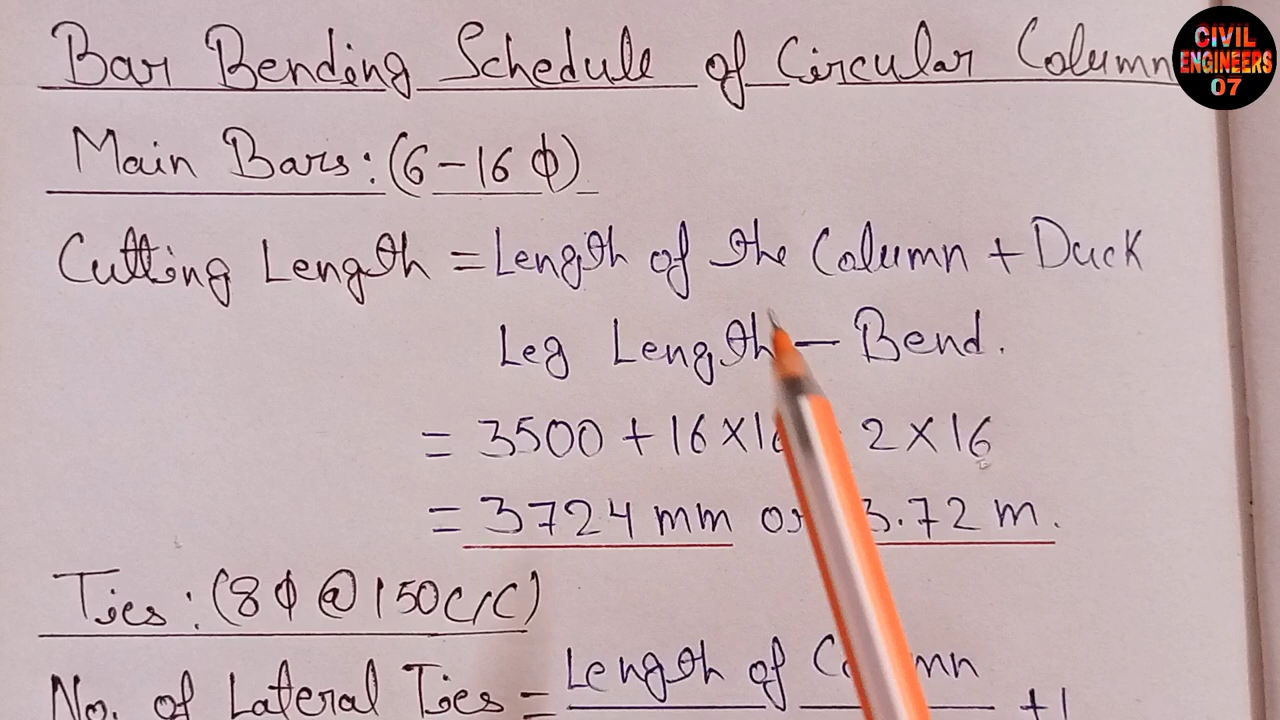 Bar Bending Schedule of Circular Column
CIVIL
ENGINEERS
07
Main Bars: (6-16 ф)
Cutting Length = Length of the Column + Duck
Leg Length - Bend.
= 3500 + 16 × 16 2 × 16
= 3724 mm or 3.72 m.
Ties: (8 ф @ 150 C/C)
Length of Column
No. of Lateral Ties = +1